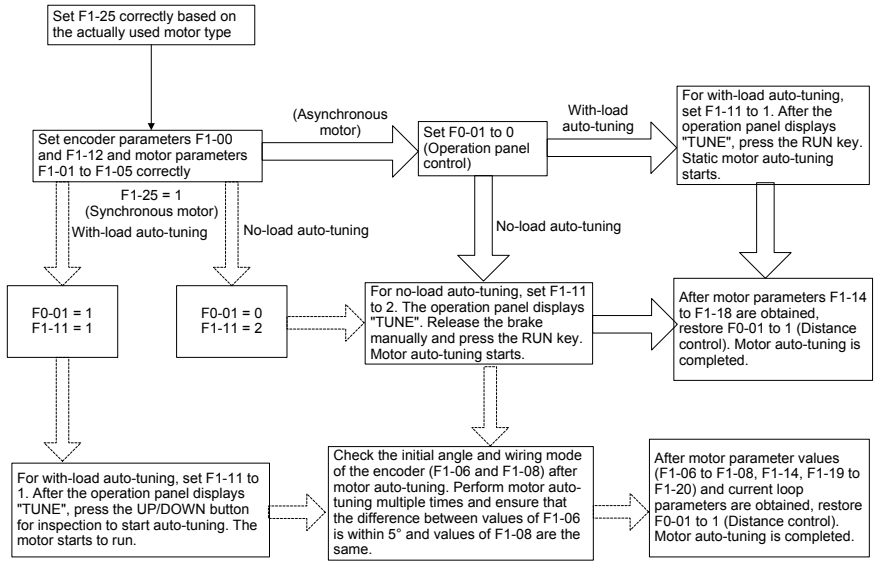 Set F1-25 correctly based on
the actually used motor type
Set encoder parameters F1-00
and F1-12 and motor parameters
F1-01 to F1-05 correctly
(Asynchronous
motor)
Set F0-01 to 0
(Operation panel
control)
With-load
auto-tuning
For with-load auto-tuning,
set F1-11 to 1. After the
operation panel displays
"TUNE", press the RUN key.
Static motor auto-tuning
starts.
F1-25 = 1
(Synchronous motor)
With-load auto-tuning
No-load auto-tuning
No-load auto-tuning
F0-01 = 1
F1-11 = 1
F0-01 = 0
F1-11 = 2
For no-load auto-tuning, set F1-11
to 2. The operation panel displays
"TUNE". Release the brake
manually and press the RUN key.
Motor auto-tuning starts.
After motor parameters F1-14
to F1-18 are obtained,
restore F0-01 to 1 (Distance
control). Motor auto-tuning is
completed.
For with-load auto-tuning, set F1-11 to
1. After the operation panel displays
"TUNE", press the UP/DOWN button
for inspection to start auto-tuning. The
motor starts to run.
Check the initial angle and wiring mode
of the encoder (F1-06 and F1-08) after
motor auto-tuning. Perform motor auto-
tuning multiple times and ensure that
the difference between values of F1-06
is within 5° and values of F1-08 are the
same.
After motor parameter values
(F1-06 to F1-08, F1-14, F1-19 to
F1-20) and current loop
parameters are obtained, restore
F0-01 to 1 (Distance control).
Motor auto-tuning is completed.